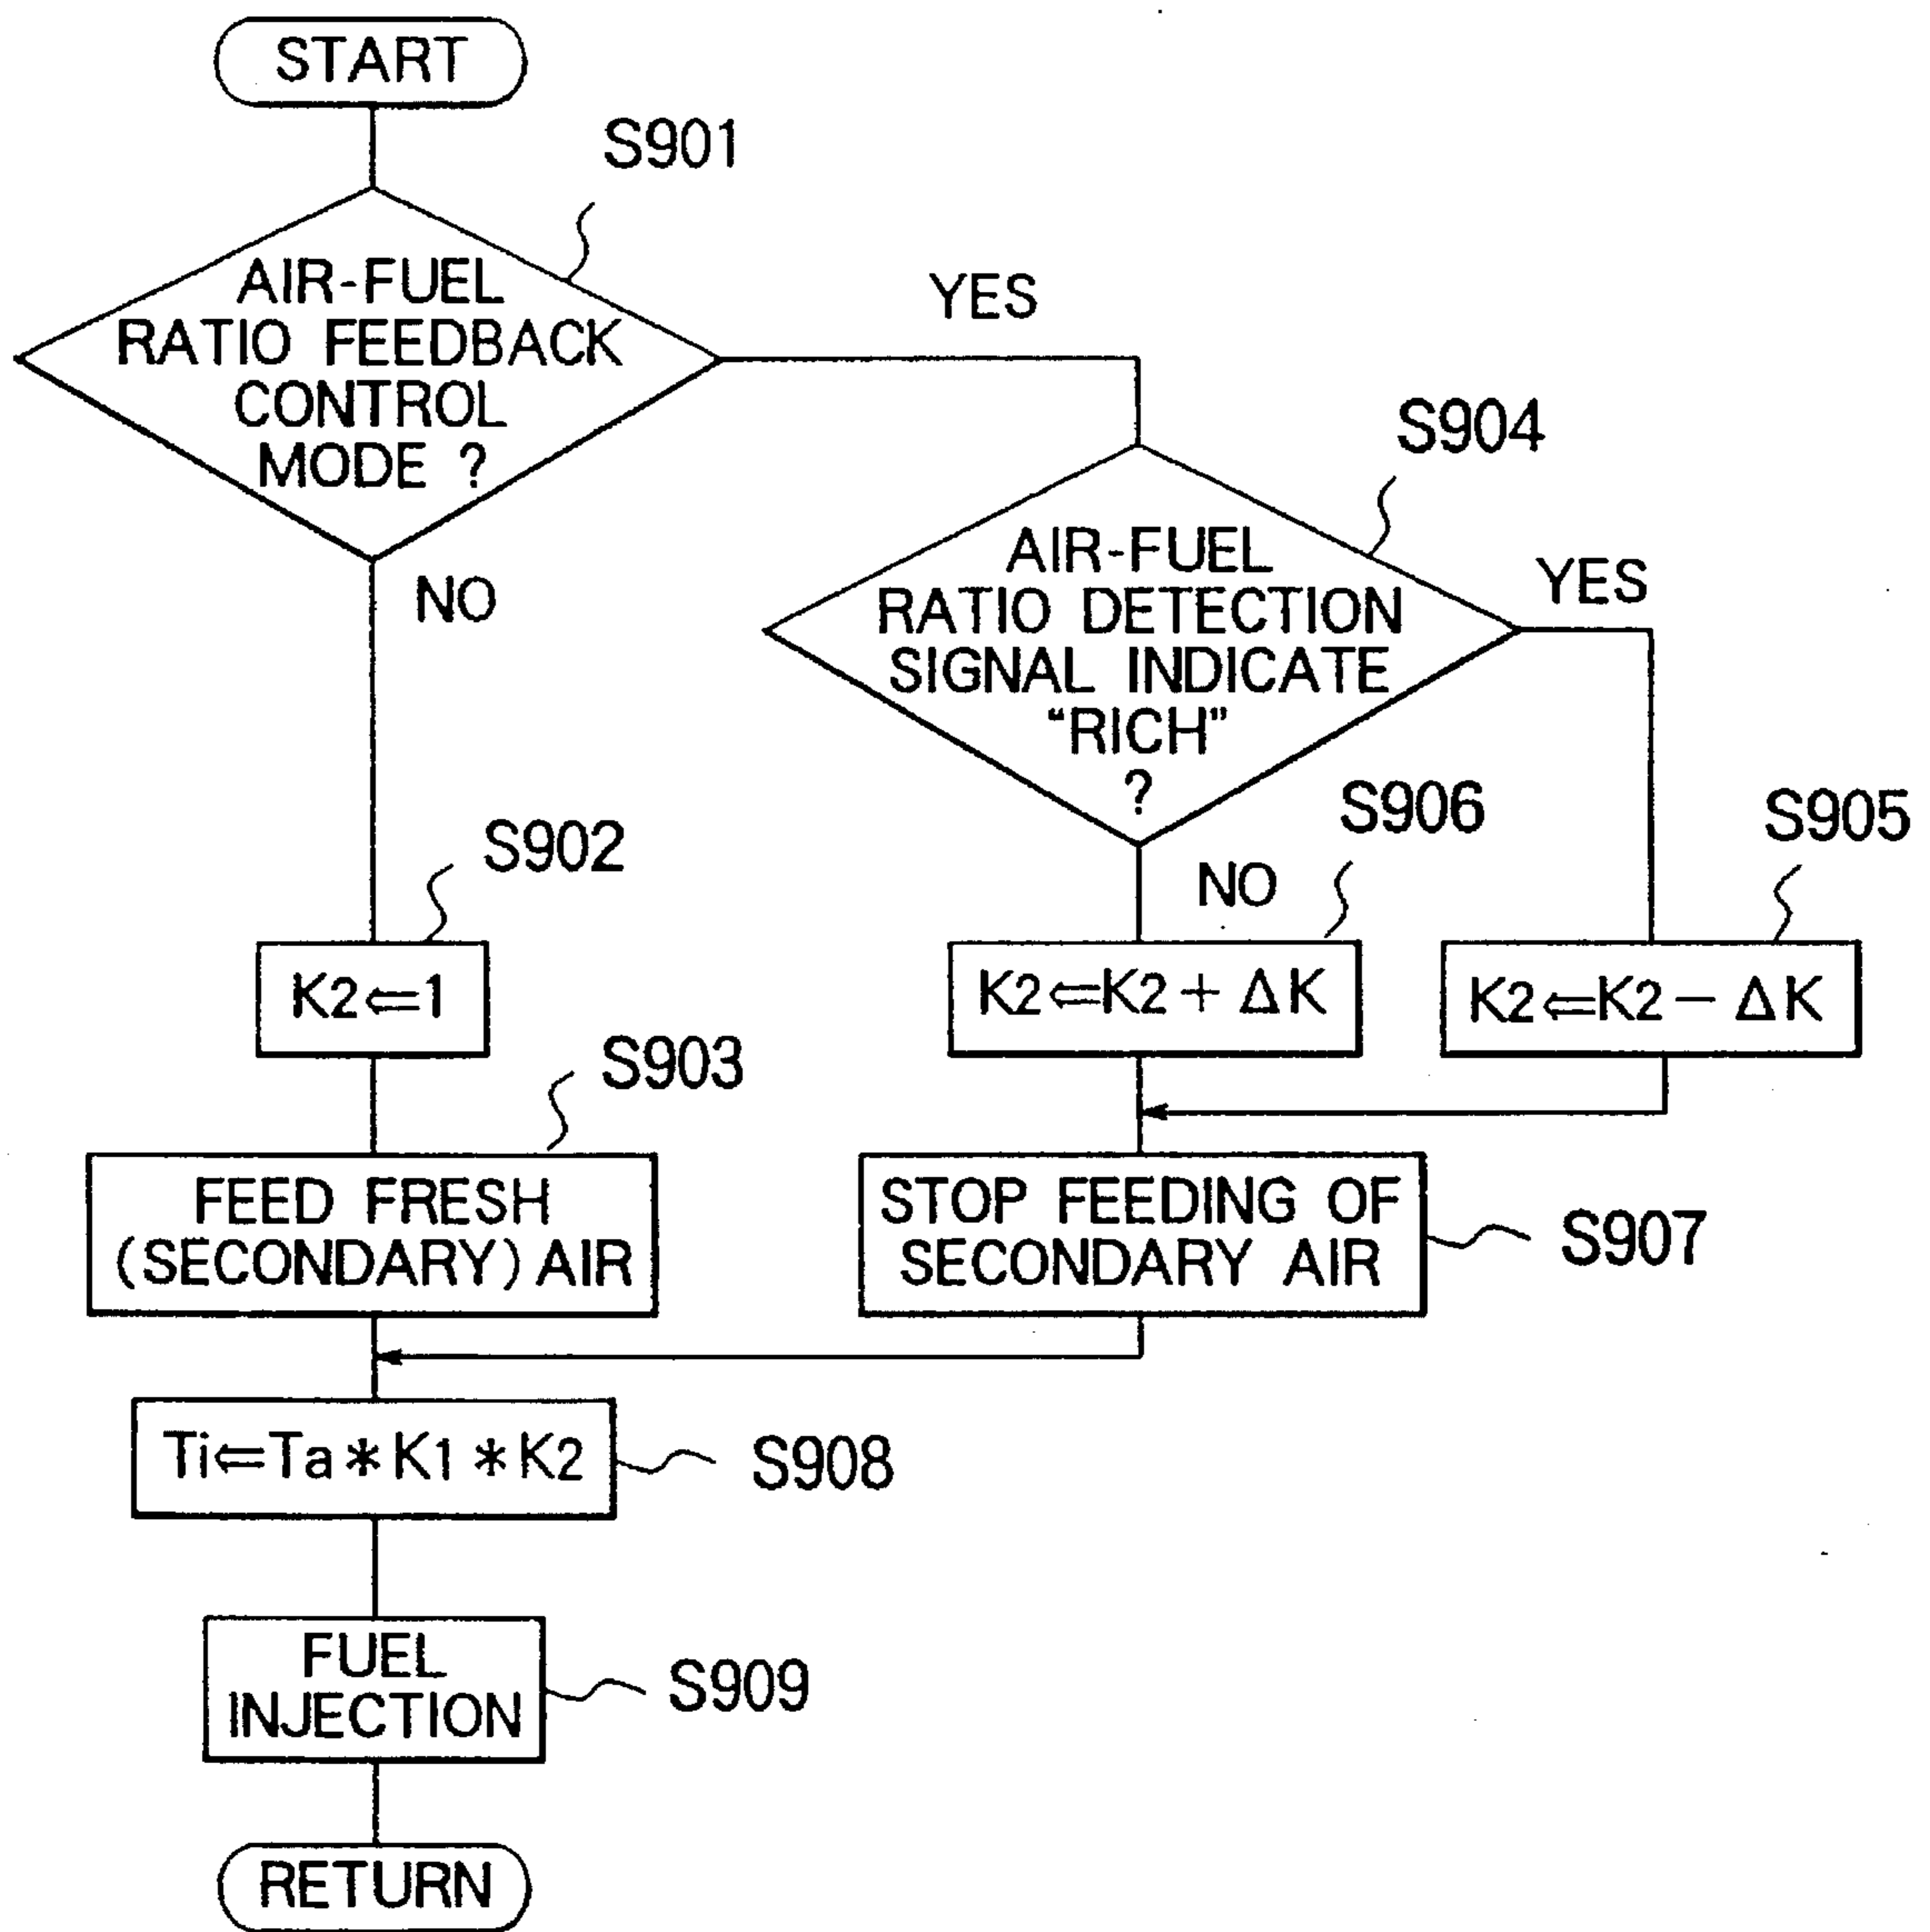 START
S901
AIR-FUEL
RATIO FEEDBACK
CONTROL
MODE ?
YES
NO
S904
AIR-FUEL
RATIO DETECTION
SIGNAL INDICATE
“RICH”
?
YES
NO
S902
K2⇐1
S906
K2⇐K2 + ΔK
S905
K2⇐K2 − ΔK
S903
FEED FRESH
(SECONDARY) AIR
STOP FEEDING OF
SECONDARY AIR
S907
Ti⇐Ta * K1 * K2
S908
FUEL
INJECTION
S909
RETURN